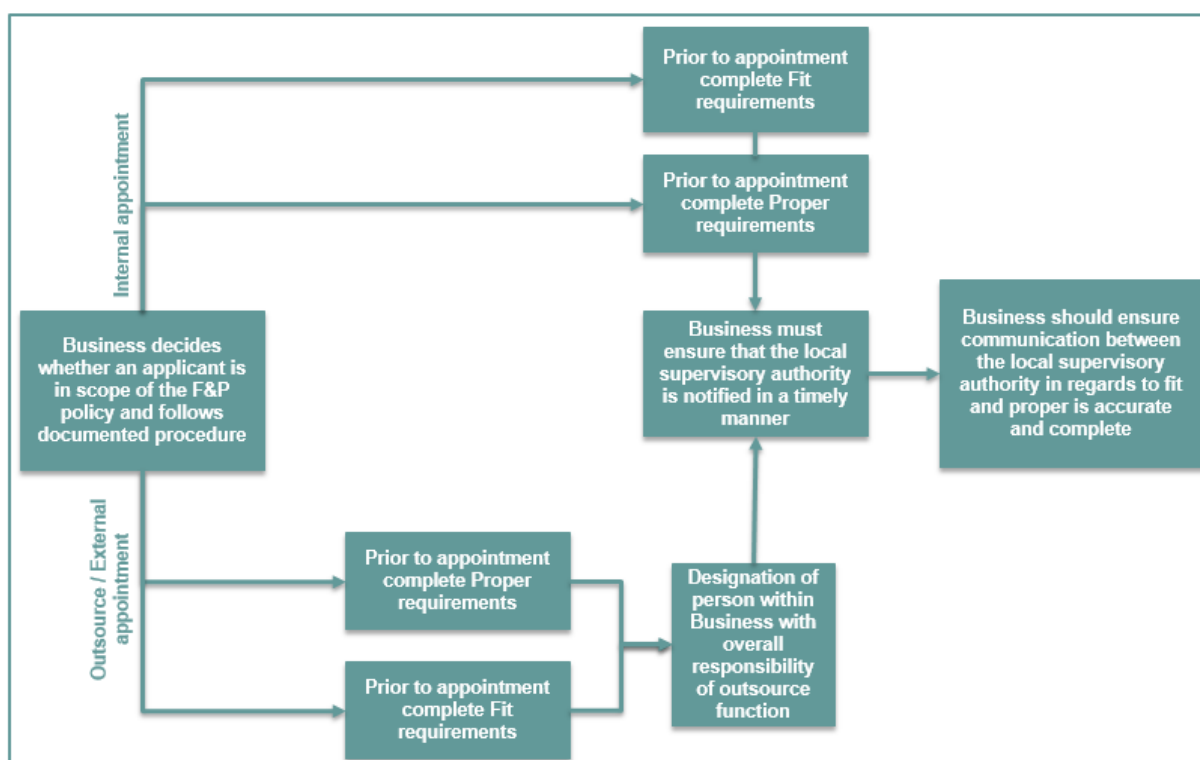 Prior to appointment
complete Fit
requirements
Internal appointment
Prior to appointment
complete Proper
requirements
Business decides
whether an applicant is
in scope of the F&P
policy and follows
documented procedure
Business must
ensure that the local
supervisory authority
is notified in a timely
manner
Business should ensure
communication between
the local supervisory
authority in regards to fit
and proper is accurate
and complete
Outsource / External
appointment
Prior to appointment
complete Proper
requirements
Designation of
person within
Business with
overall
responsibility
of outsource
function
Prior to appointment
complete Fit
requirements